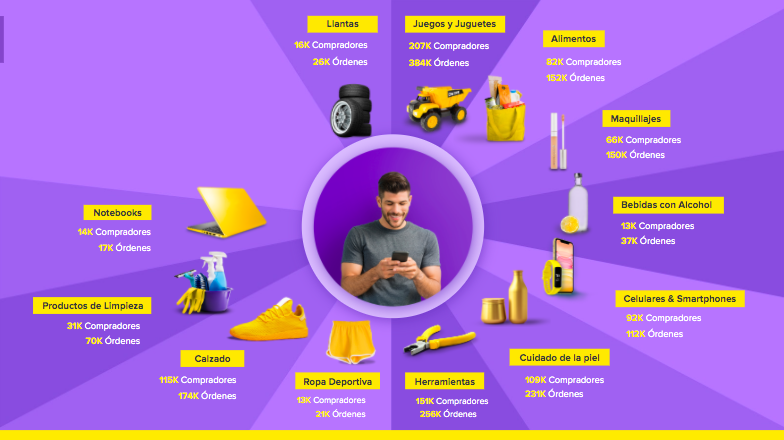 Llantas
16K Compradores
26K Órdenes
Juegos y Juguetes
207K Compradores
384K Órdenes
Alimentos
82K Compradores
152K Órdenes
Maquillajes
66K Compradores
150K Órdenes
Bebidas con Alcohol
13K Compradores
37K Órdenes
Celulares & Smartphones
92K Compradores
112K Órdenes
Cuidado de la piel
109K Compradores
231K Órdenes
Herramientas
151K Compradores
256K Órdenes
Ropa Deportiva
13K Compradores
21K Órdenes
Calzado
115K Compradores
174K Órdenes
Productos de Limpieza
31K Compradores
70K Órdenes
Notebooks
14K Compradores
17K Órdenes